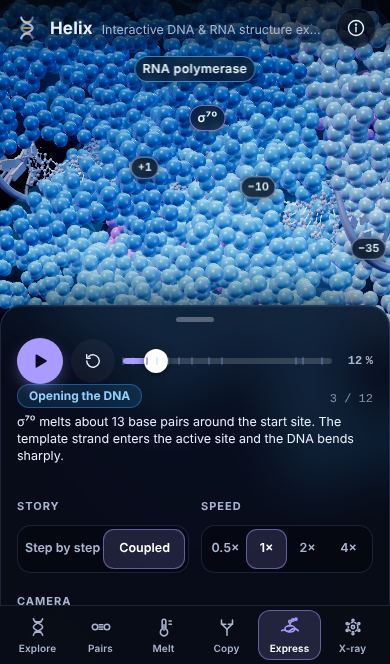 Helix Interactive DNA & RNA structure ex...
RNA polymerase
σ⁷⁰
+1
−10
−35
12 %
Opening the DNA
3 / 12
σ⁷⁰ melts about 13 base pairs around the start site. The
template strand enters the active site and the DNA bends
sharply.
STORY
SPEED
Step by step
Coupled
0.5×
1×
2×
4×
CAMERA
Explore
Pairs
Melt
Copy
Express
X-ray